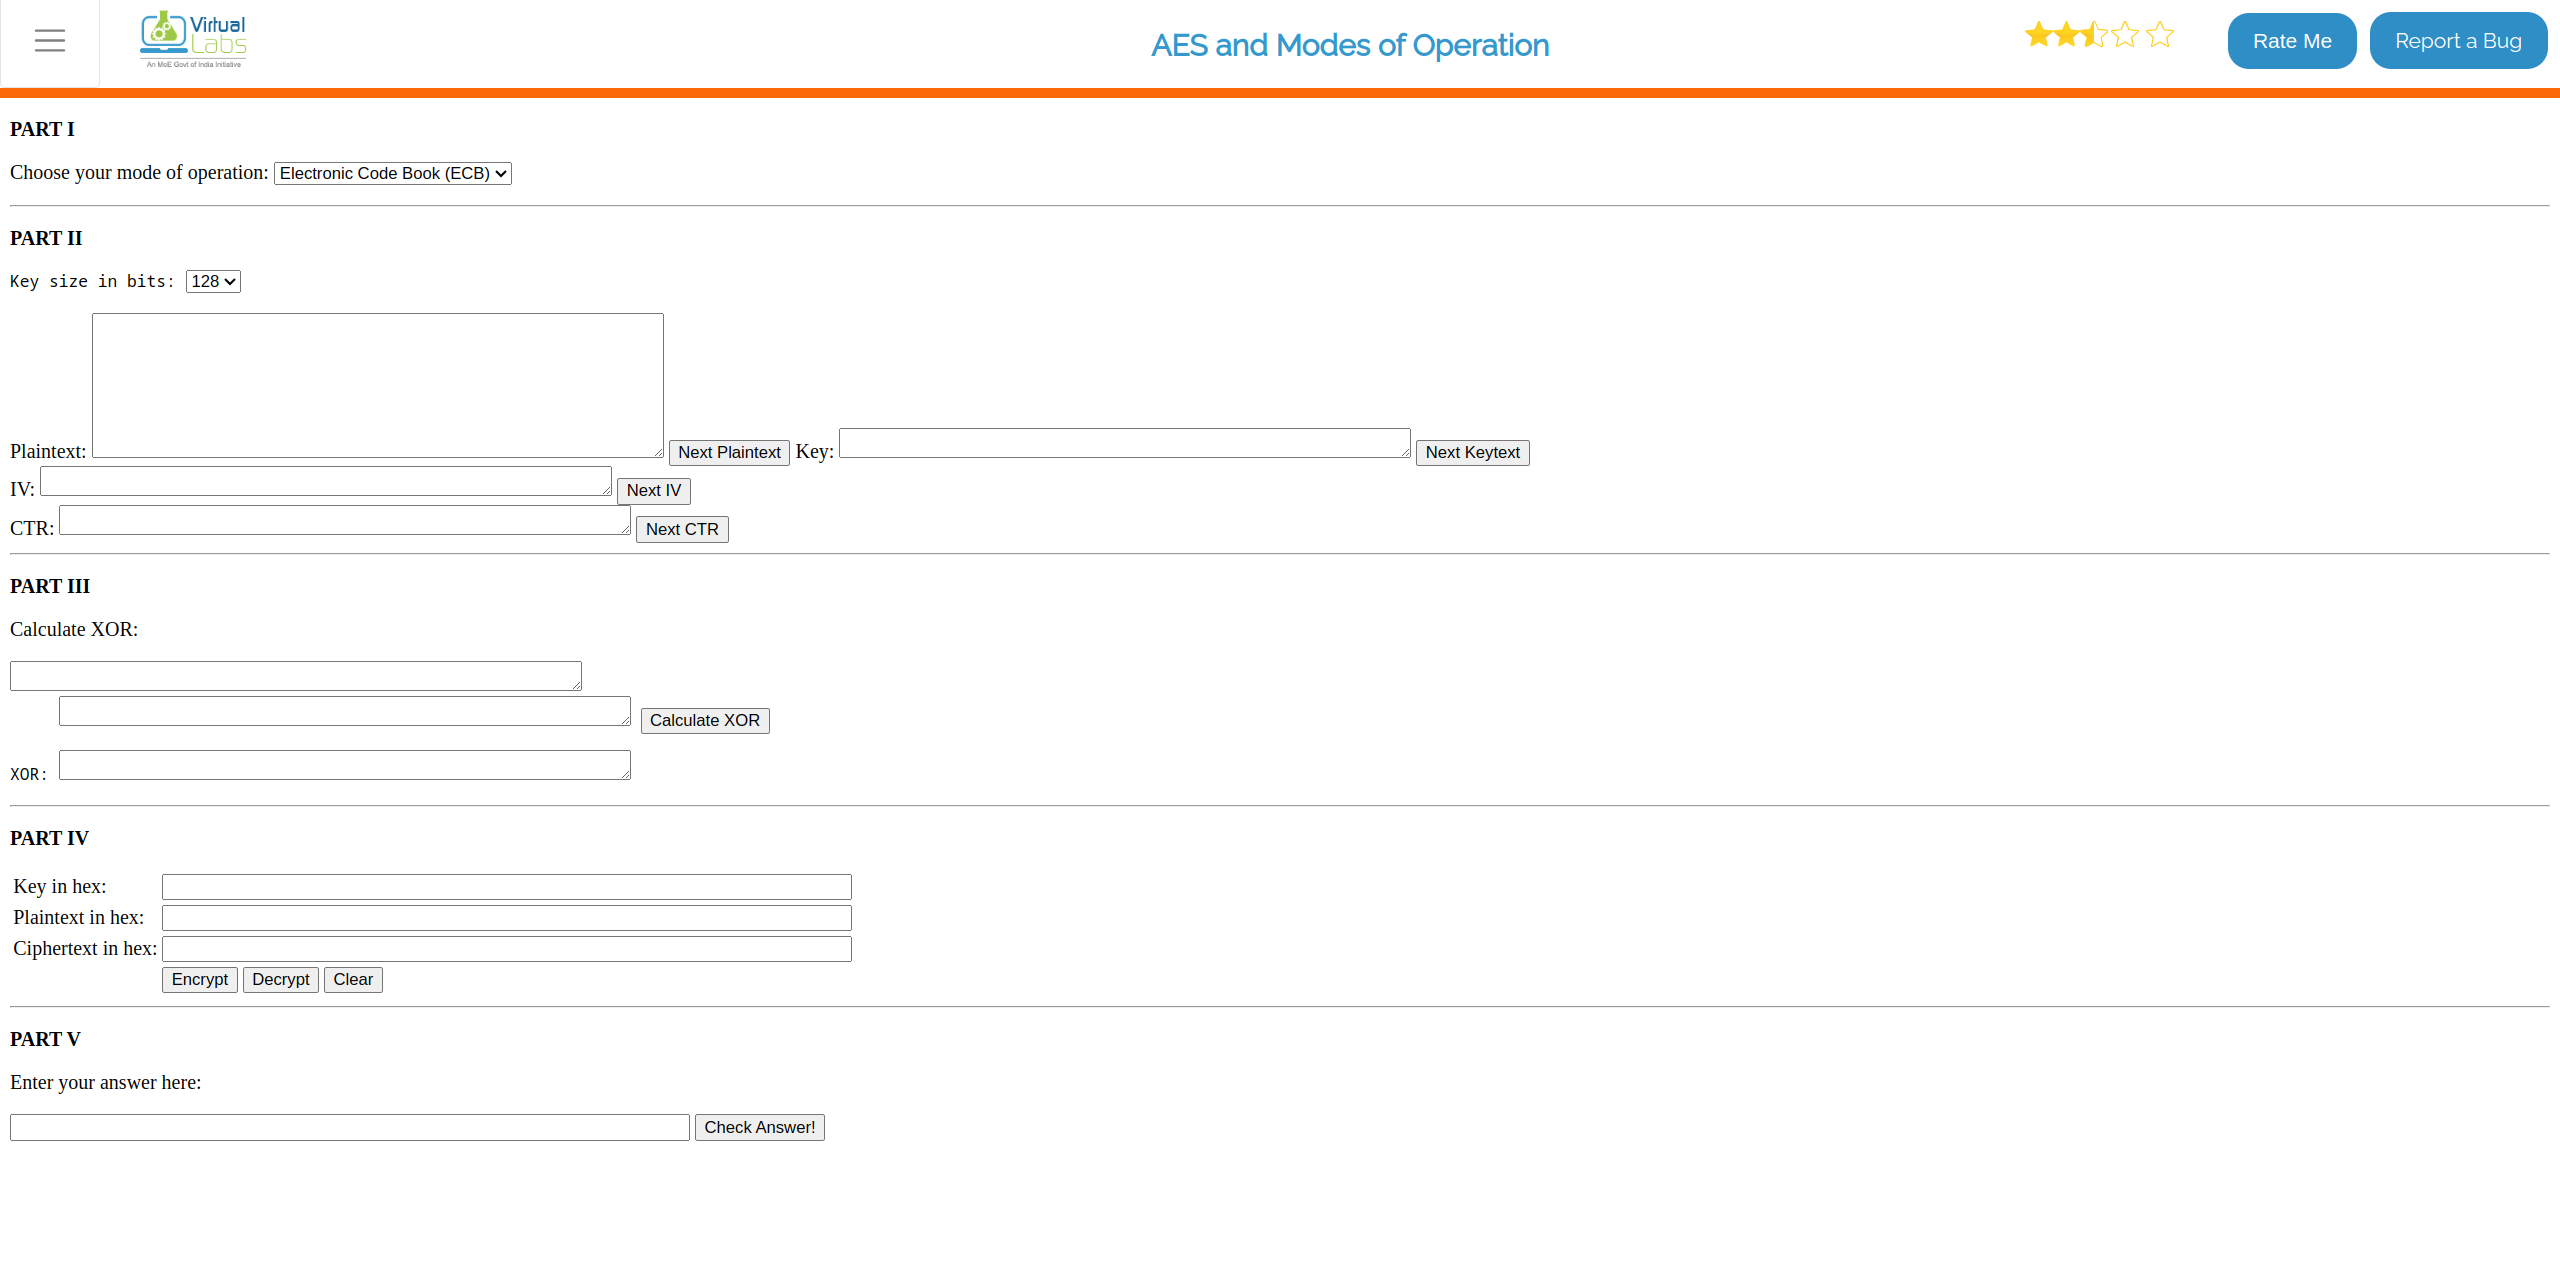 Virtual
Labs
An MoE Govt of India Initiative
AES and Modes of Operation
Rate Me
Report a Bug
PART I
Choose your mode of operation: Electronic Code Book (ECB)
PART II
Key size in bits: 128
Plaintext: Next Plaintext Key: Next Keytext
IV: Next IV
CTR: Next CTR
PART III
Calculate XOR:
Calculate XOR
XOR:
PART IV
Key in hex:
Plaintext in hex:
Ciphertext in hex:
Encrypt Decrypt Clear
PART V
Enter your answer here:
Check Answer!